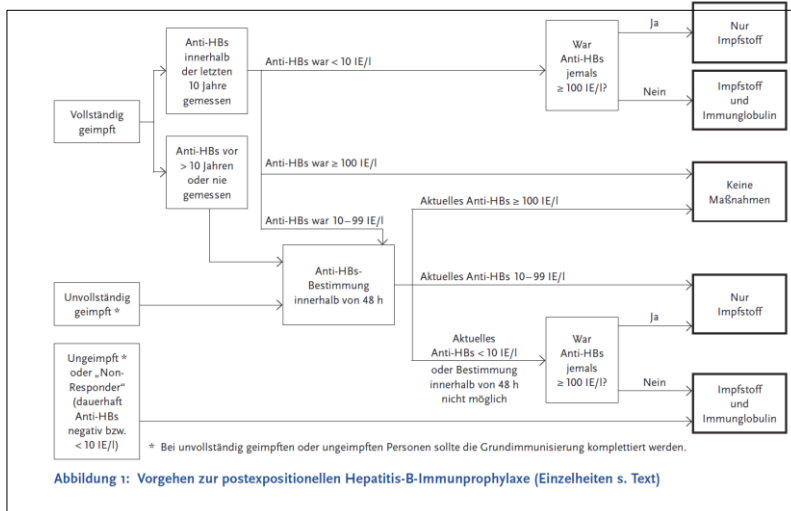 Anti-HBs
innerhalb
der letzten
10 Jahre
gemessen
Anti-HBs war < 10 IE/l
War
Anti-HBs
jemals
≥ 100 IE/l?
Ja
Nur
Impfstoff
Nein
Impfstoff
und
Immunglobulin
Vollständig
geimpft
Anti-HBs vor
> 10 Jahren
oder nie
gemessen
Anti-HBs war ≥ 100 IE/l
Keine
Maßnahmen
Aktuelles Anti-HBs ≥ 100 IE/l
Anti-HBs war 10–99 IE/l
Anti-HBs-
Bestimmung
innerhalb von 48 h
Aktuelles Anti-HBs 10–99 IE/l
Nur
Impfstoff
Unvollständig
geimpft *
Aktuelles
Anti-HBs < 10 IE/l
oder Bestimmung
innerhalb von 48 h
nicht möglich
War
Anti-HBs
jemals
≥ 100 IE/l?
Ja
Nein
Impfstoff
und
Immunglobulin
Ungeimpft *
oder „Non-
Responder“
(dauerhaft
Anti-HBs
negativ bzw.
< 10 IE/l)
* Bei unvollständig geimpften oder ungeimpften Personen sollte die Grundimmunisierung komplettiert werden.
Abbildung 1: Vorgehen zur postexpositionellen Hepatitis-B-Immunprophylaxe (Einzelheiten s. Text)